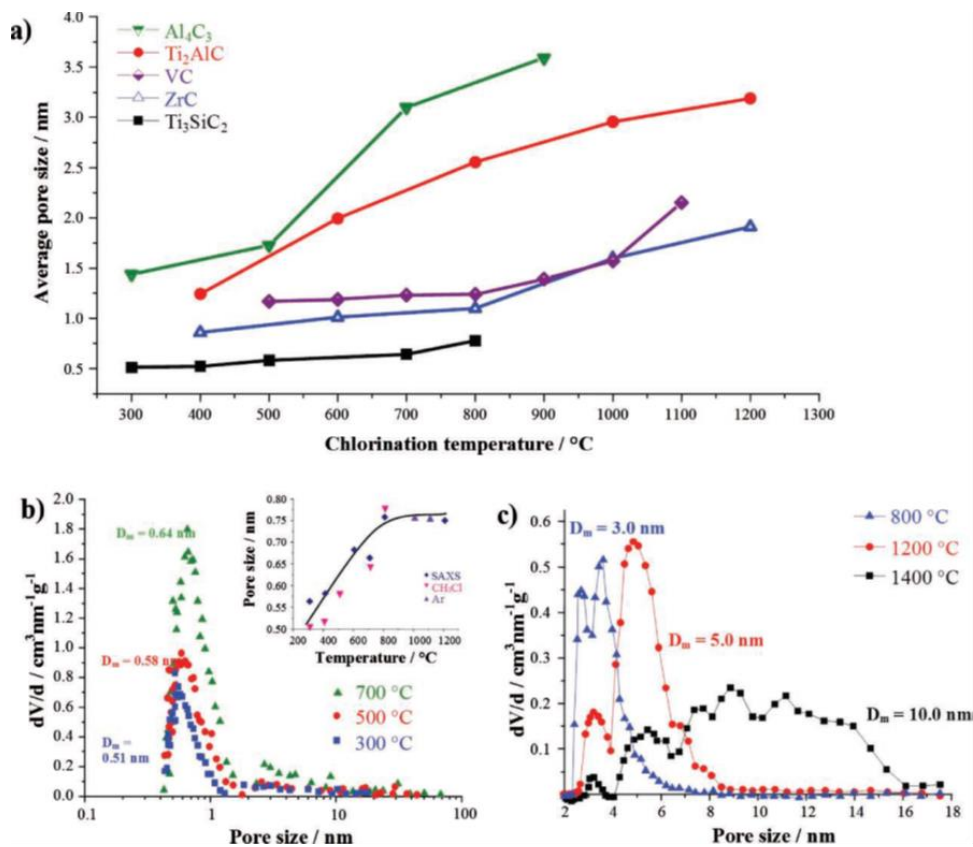 a)
Al₄C₃
Ti₂AlC
VC
ZrC
Ti₃SiC₂
Average pore size / nm
4.0
3.5
3.0
2.5
2.0
1.5
1.0
0.5
300 400 500 600 700 800 900 1000 1100 1200 1300
Chlorination temperature / °C
b)
dV/d / cm³nm⁻¹g⁻¹
2.0
1.8
1.6
1.4
1.2
1.0
0.8
0.6
0.4
0.2
0.0
Dₘ = 0.64 nm
Dₘ = 0.58 nm
Dₘ =
0.51 nm
Pore size / nm
0.80
0.75
0.70
0.65
0.60
0.55
0.50
SAXS
CH₃Cl
Ar
200 400 600 800 1000 1200
Temperature / °C
700 °C
500 °C
300 °C
0.1 1 10 100
Pore size / nm
c)
dV/d / cm³nm⁻¹g⁻¹
0.6
0.5
0.4
0.3
0.2
0.1
0.0
Dₘ = 3.0 nm
800 °C
1200 °C
1400 °C
Dₘ = 5.0 nm
Dₘ = 10.0 nm
2 4 6 8 10 12 14 16 18
Pore size / nm